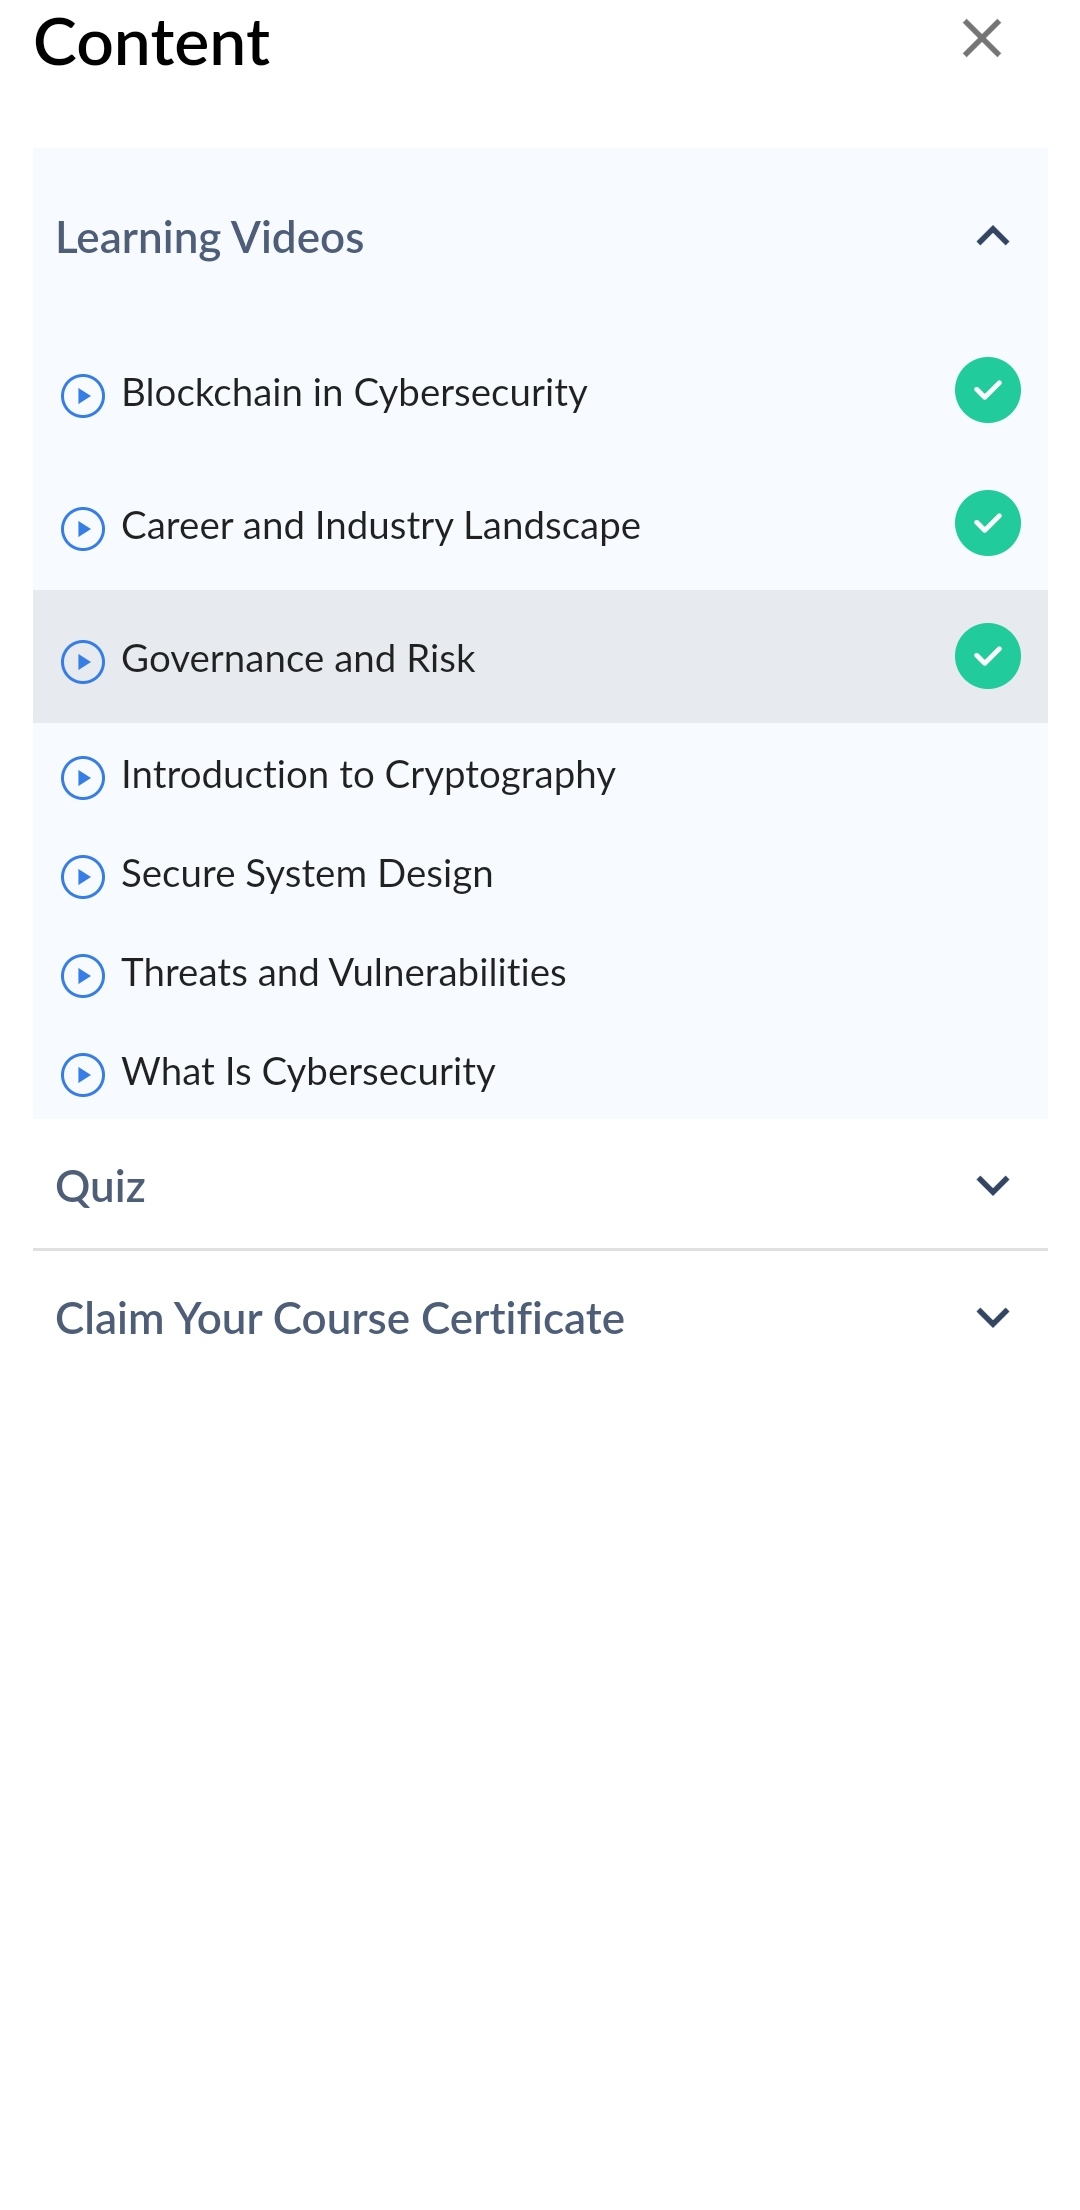 Content
Learning Videos
Blockchain in Cybersecurity
Career and Industry Landscape
Governance and Risk
Introduction to Cryptography
Secure System Design
Threats and Vulnerabilities
What Is Cybersecurity
Quiz
Claim Your Course Certificate